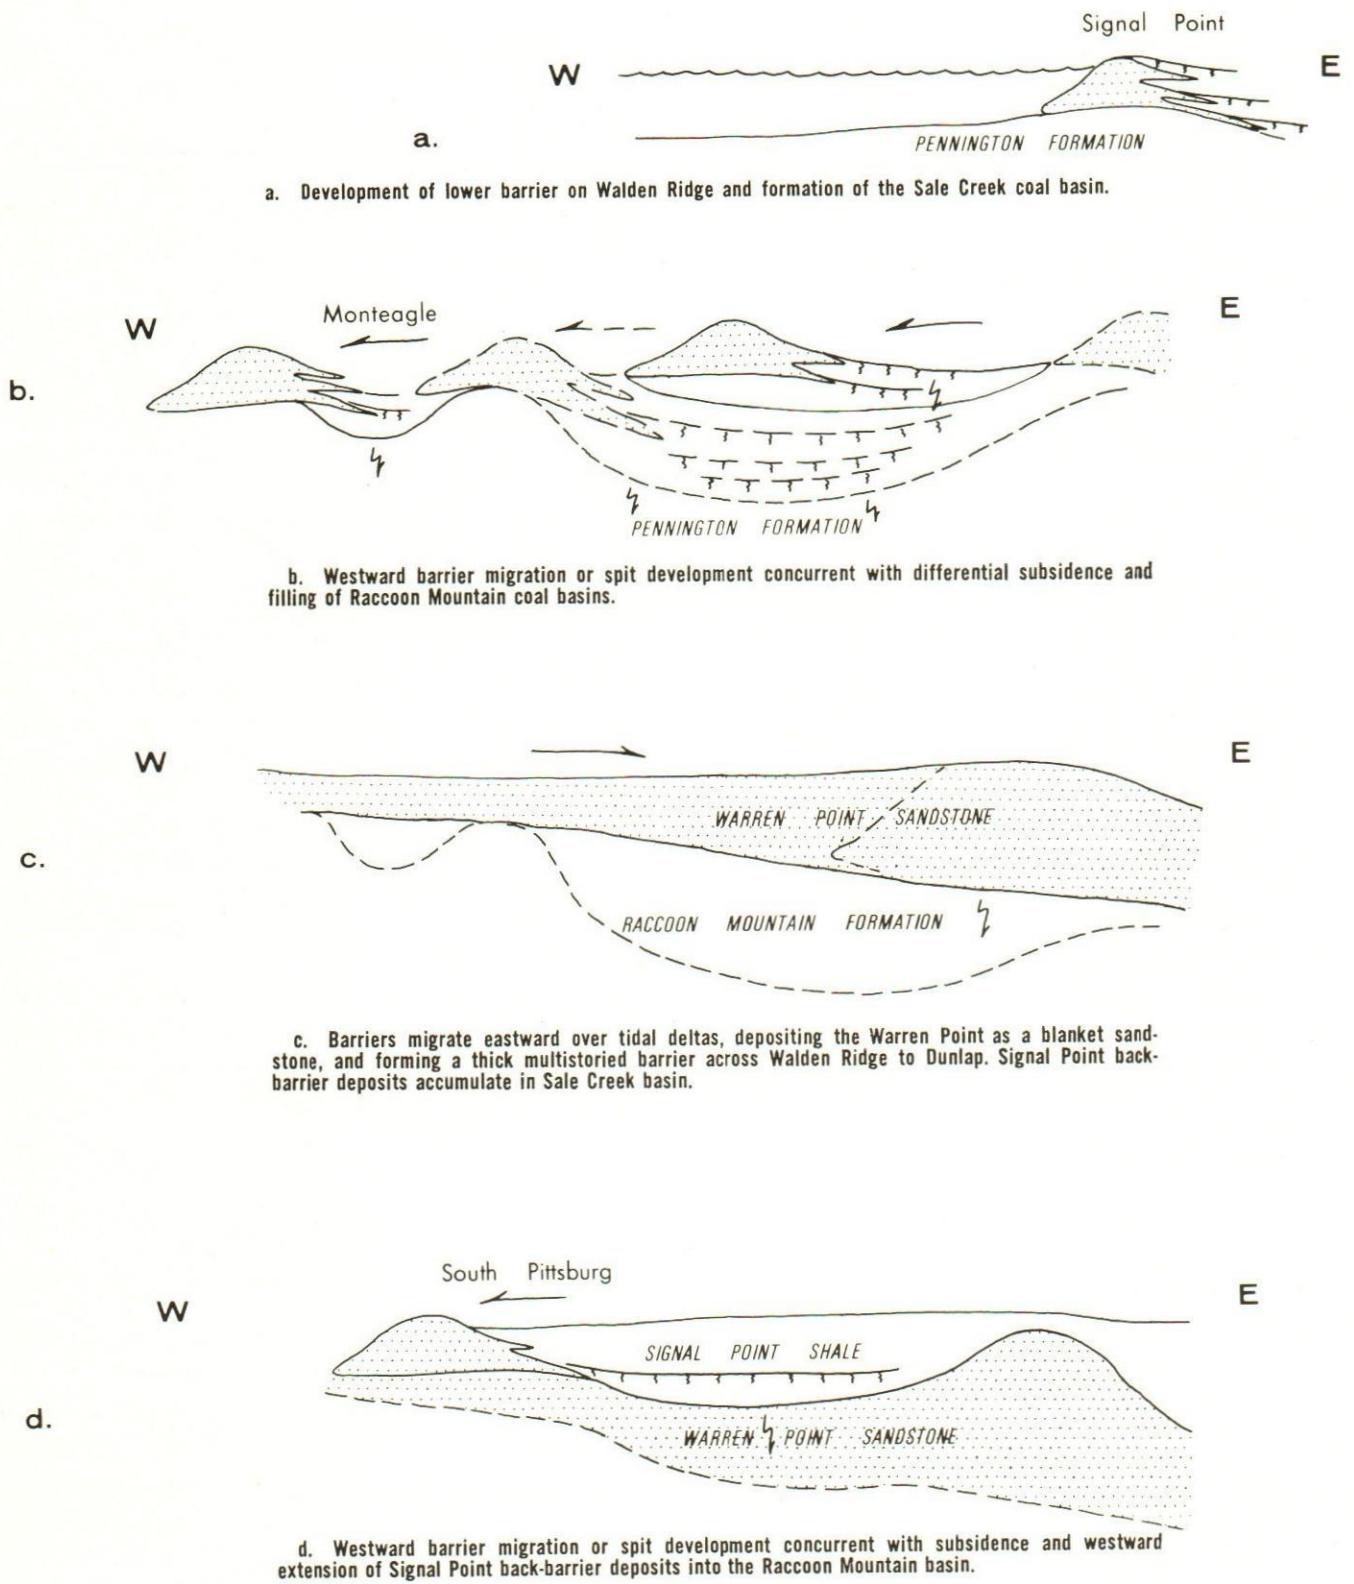 Signal Point
W
E
a.
PENNINGTON FORMATION
a. Development of lower barrier on Walden Ridge and formation of the Sale Creek coal basin.
W
Monteagle
E
b.
PENNINGTON FORMATION
b. Westward barrier migration or spit development concurrent with differential subsidence and
filling of Raccoon Mountain coal basins.
W
E
WARREN POINT SANDSTONE
c.
RACCOON MOUNTAIN FORMATION
c. Barriers migrate eastward over tidal deltas, depositing the Warren Point as a blanket sand-
stone, and forming a thick multistoried barrier across Walden Ridge to Dunlap. Signal Point back-
barrier deposits accumulate in Sale Creek basin.
South Pittsburg
W
E
SIGNAL POINT SHALE
d.
WARREN POINT SANDSTONE
d. Westward barrier migration or spit development concurrent with subsidence and westward
extension of Signal Point back-barrier deposits into the Raccoon Mountain basin.